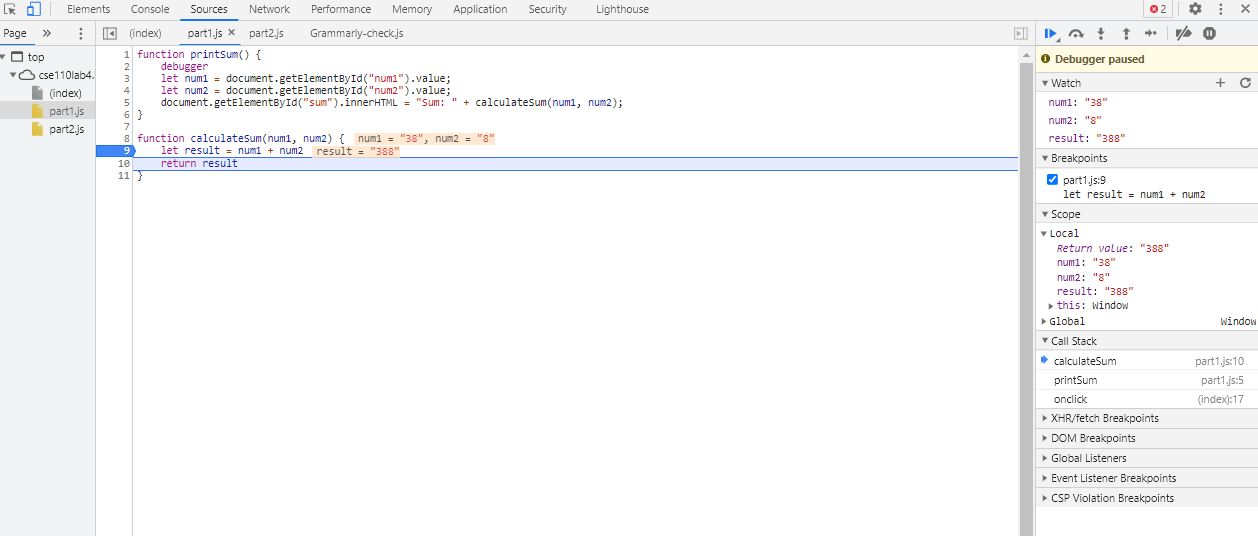 Elements Console Sources Network Performance Memory Application Security Lighthouse 2
Page » (index) part1.js × part2.js Grammarly-check.js
top
cse110lab4.
(index)
part1.js
part2.js
1 function printSum() {
2 debugger
3 let num1 = document.getElementById("num1").value;
4 let num2 = document.getElementById("num2").value;
5 document.getElementById("sum").innerHTML = "Sum: " + calculateSum(num1, num2);
6 }
7
8 function calculateSum(num1, num2) { num1 = "38", num2 = "8"
9 let result = num1 + num2 result = "388"
10 return result
11 }
Debugger paused
Watch
num1: "38"
num2: "8"
result: "388"
Breakpoints
part1.js:9
let result = num1 + num2
Scope
Local
Return value: "388"
num1: "38"
num2: "8"
result: "388"
this: Window
Global Window
Call Stack
calculateSum part1.js:10
printSum part1.js:5
onclick (index):17
XHR/fetch Breakpoints
DOM Breakpoints
Global Listeners
Event Listener Breakpoints
CSP Violation Breakpoints